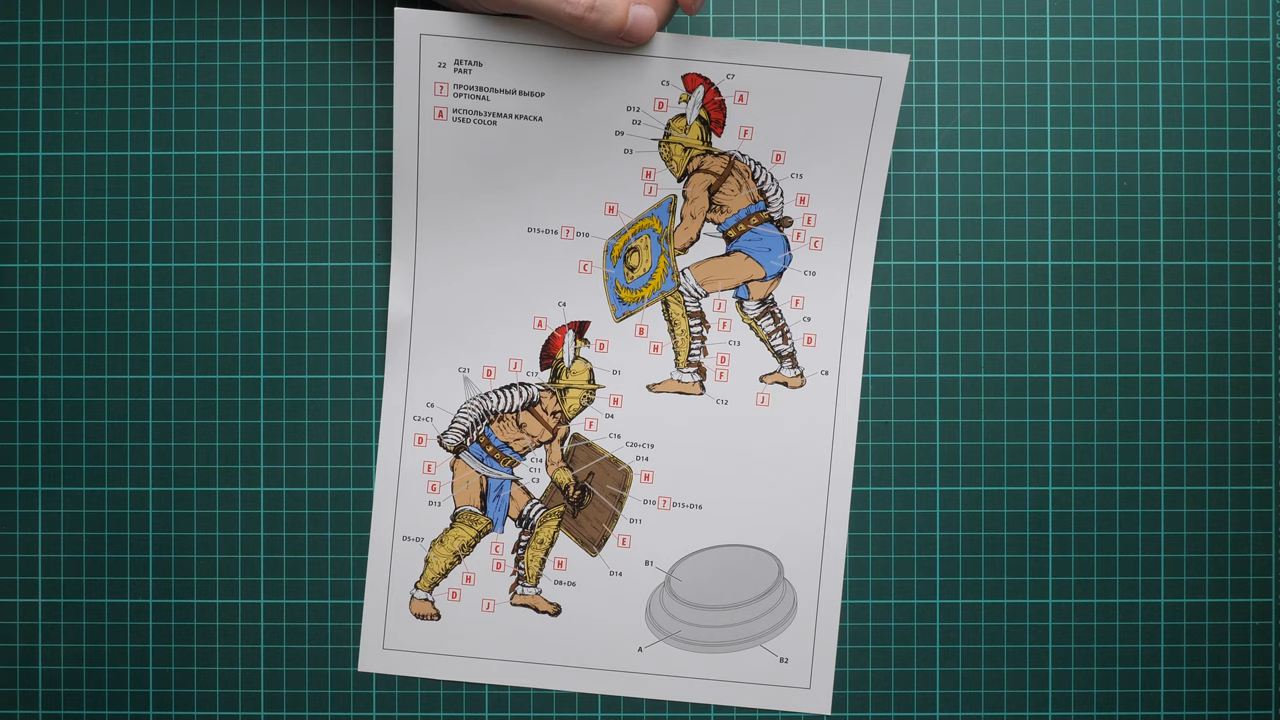 22 ДЕТАЛЬ
PART
? ПРОИЗВОЛЬНЫЙ ВЫБОР
OPTIONAL
A ИСПОЛЬЗУЕМАЯ КРАСКА
USED COLOR
C5
C7
D
A
D12
D2
D9
D3
F
D
C15
H
J
H
H
E
F
C
D15+D16 ? D10
C
C10
J
F
B
F
C9
H
C13
D
D
F
C8
C12
J
C4
A
D
J
C17
D1
C21
D
H
C6
D4
C2+C1
F
D
C16
C20+C19
C14
D14
E
C11
H
G
C3
D13
D10 ? D15+D16
D11
D5+D7
C
E
D
H
D14
H
D8+D6
D
J
B1
A
B2